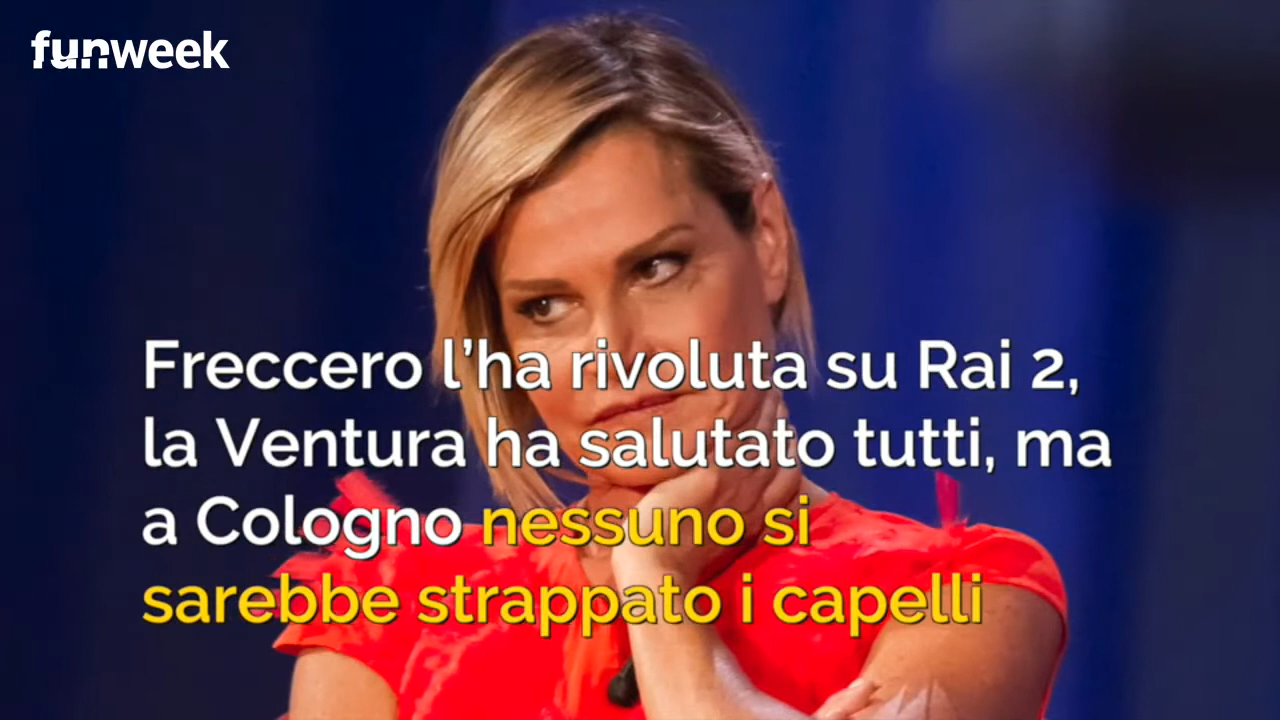 funweek
Freccero l’ha rivoluta su Rai 2,
la Ventura ha salutato tutti, ma
a Cologno nessuno si
sarebbe strappato i capelli